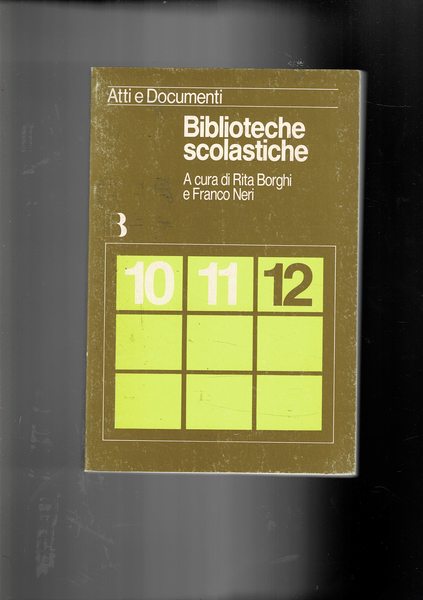 Atti e Documenti
Biblioteche
scolastiche
A cura di Rita Borghi
e Franco Neri
B
10 11 12